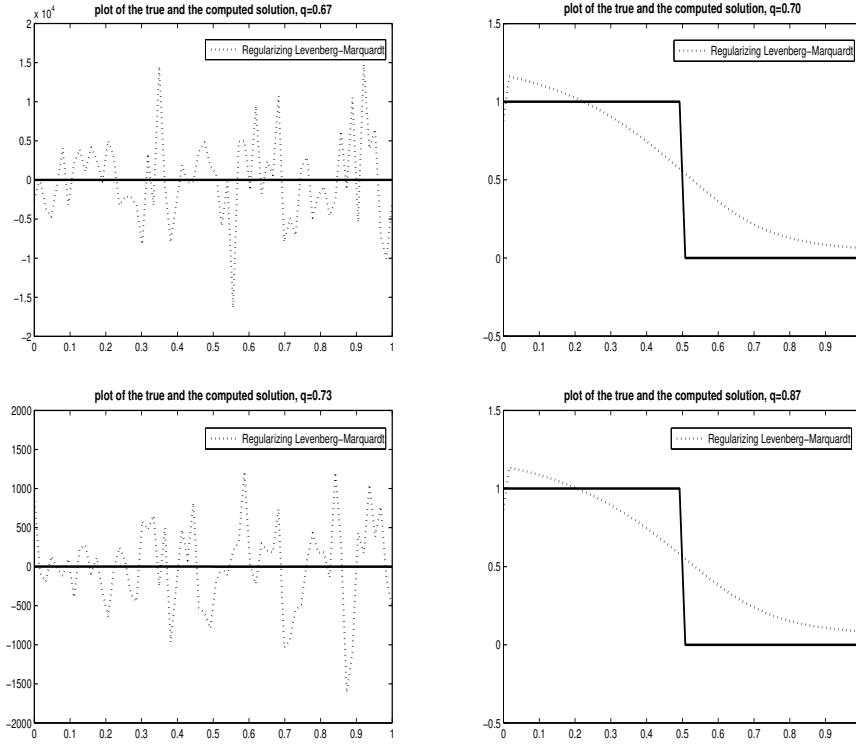 plot of the true and the computed solution, q=0.67
x 10⁴
Regularizing Levenberg-Marquardt
2
1.5
1
0.5
0
−0.5
−1
−1.5
−2
0 0.1 0.2 0.3 0.4 0.5 0.6 0.7 0.8 0.9 1
plot of the true and the computed solution, q=0.70
Regularizing Levenberg-Marquardt
1.5
1
0.5
0
−0.5
0 0.1 0.2 0.3 0.4 0.5 0.6 0.7 0.8 0.9
plot of the true and the computed solution, q=0.73
Regularizing Levenberg-Marquardt
2000
1500
1000
500
0
−500
−1000
−1500
−2000
0 0.1 0.2 0.3 0.4 0.5 0.6 0.7 0.8 0.9 1
plot of the true and the computed solution, q=0.87
Regularizing Levenberg-Marquardt
1.5
1
0.5
0
−0.5
0 0.1 0.2 0.3 0.4 0.5 0.6 0.7 0.8 0.9